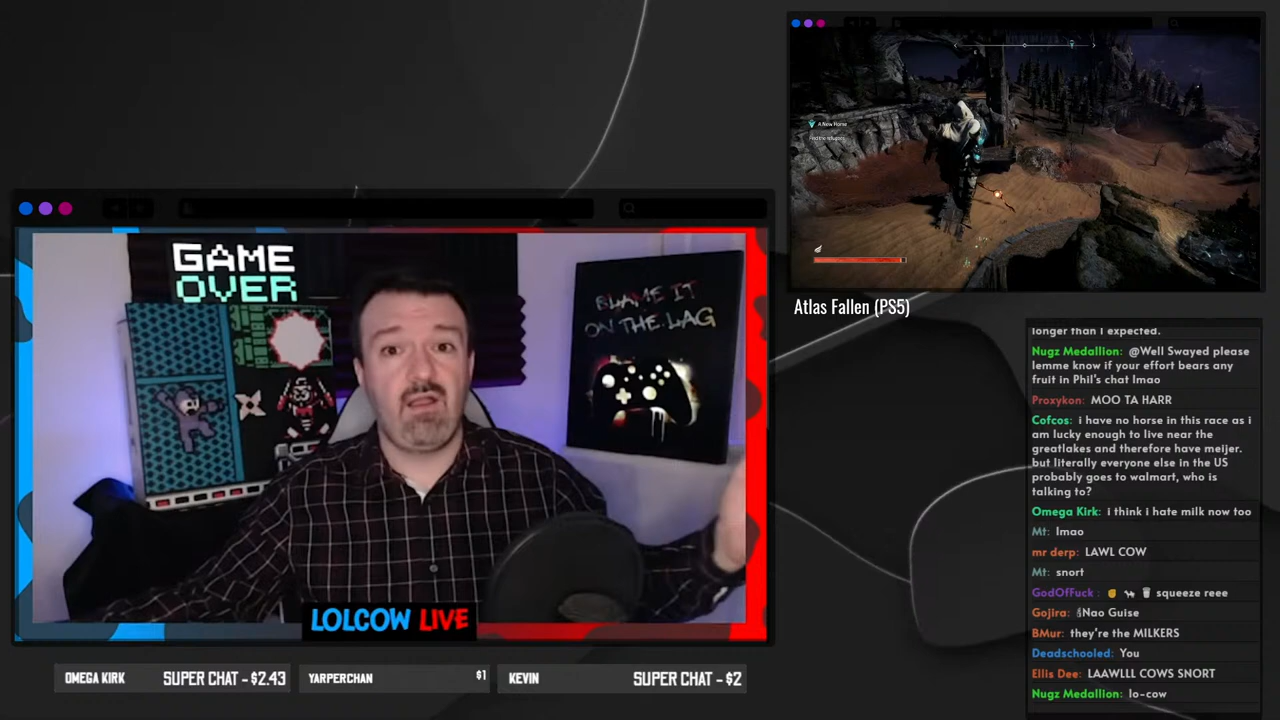 A New Home
Find the refugees
Atlas Fallen (PS5)
GAME
OVER
BLAME IT
ON THE LAG
LOLCOW LIVE
OMEGA KIRK SUPER CHAT - $2.43
YARPERCHAN $1
KEVIN SUPER CHAT - $2
longer than I expected.
Nugz Medallion: @Well Swayed please
lemme know if your effort bears any
fruit in Phil's chat lmao
Proxykon: MOO TA HARR
Cofcos: i have no horse in this race as i
am lucky enough to live near the
greatlakes and therefore have meijer.
but literally everyone else in the US
probably goes to walmart, who is
talking to?
Omega Kirk: i think i hate milk now too
Mt: lmao
mr derp: LAWL COW
Mt: snort
GodOfFuck : ✊ 🐄 🥛 squeeze reee
Gojira: Nao Guise
BMur: they're the MILKERS
Deadschooled: You
Ellis Dee: LAAWLLL COWS SNORT
Nugz Medallion: lo-cow